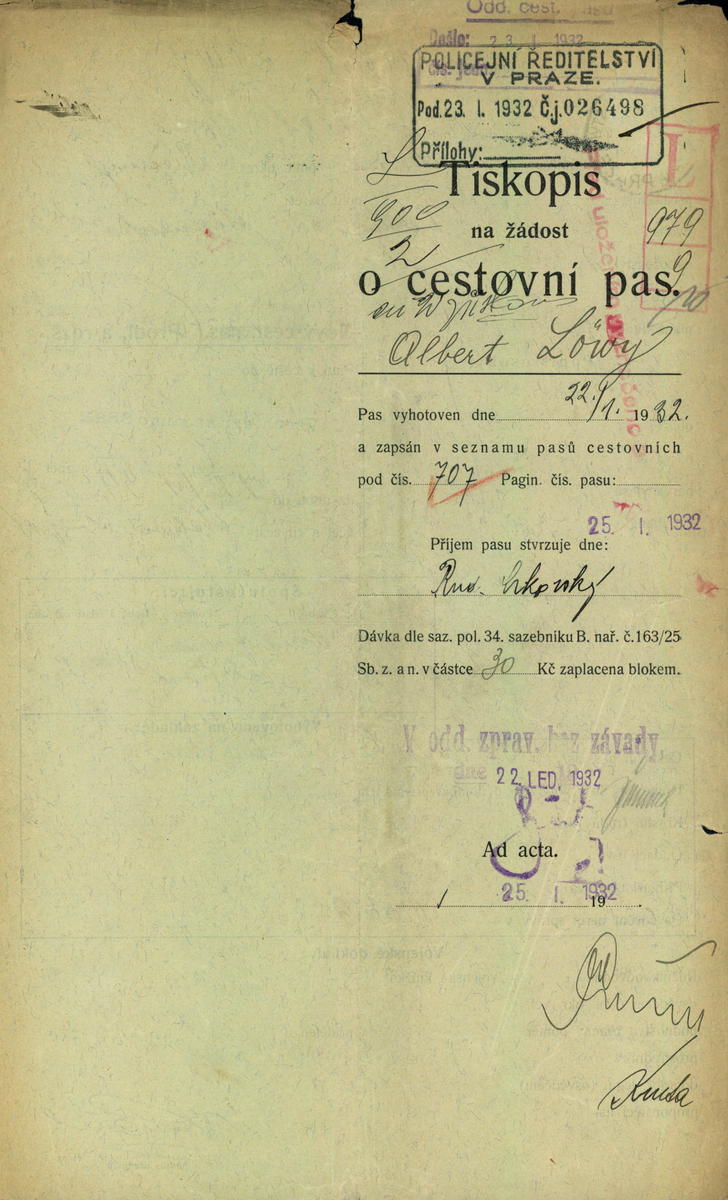 Odd. cest.
Došlo: 23 I 1932
POLICEJNÍ ŘEDITELSTVÍ
V PRAZE.
Pod. 23. I. 1932 Č.j. 026498
Přílohy:
L
L
Tiskopis
900
2
na žádost
979
o cestovní pas.
9
Albert Löwy
Pas vyhotoven dne 22./1. 1932.
a zapsán v seznamu pasů cestovních
pod čís. 707 Pagin. čís. pasu:
25. I. 1932
Příjem pasu stvrzuje dne:
Dávka dle saz. pol. 34. sazebníku B. nař. č. 163/25
Sb. z. a n. v částce 30 Kč zaplacena blokem.
V odd. zprav. bez závady
dne
22. LED. 1932
Ad acta.
25. I. 1932
19